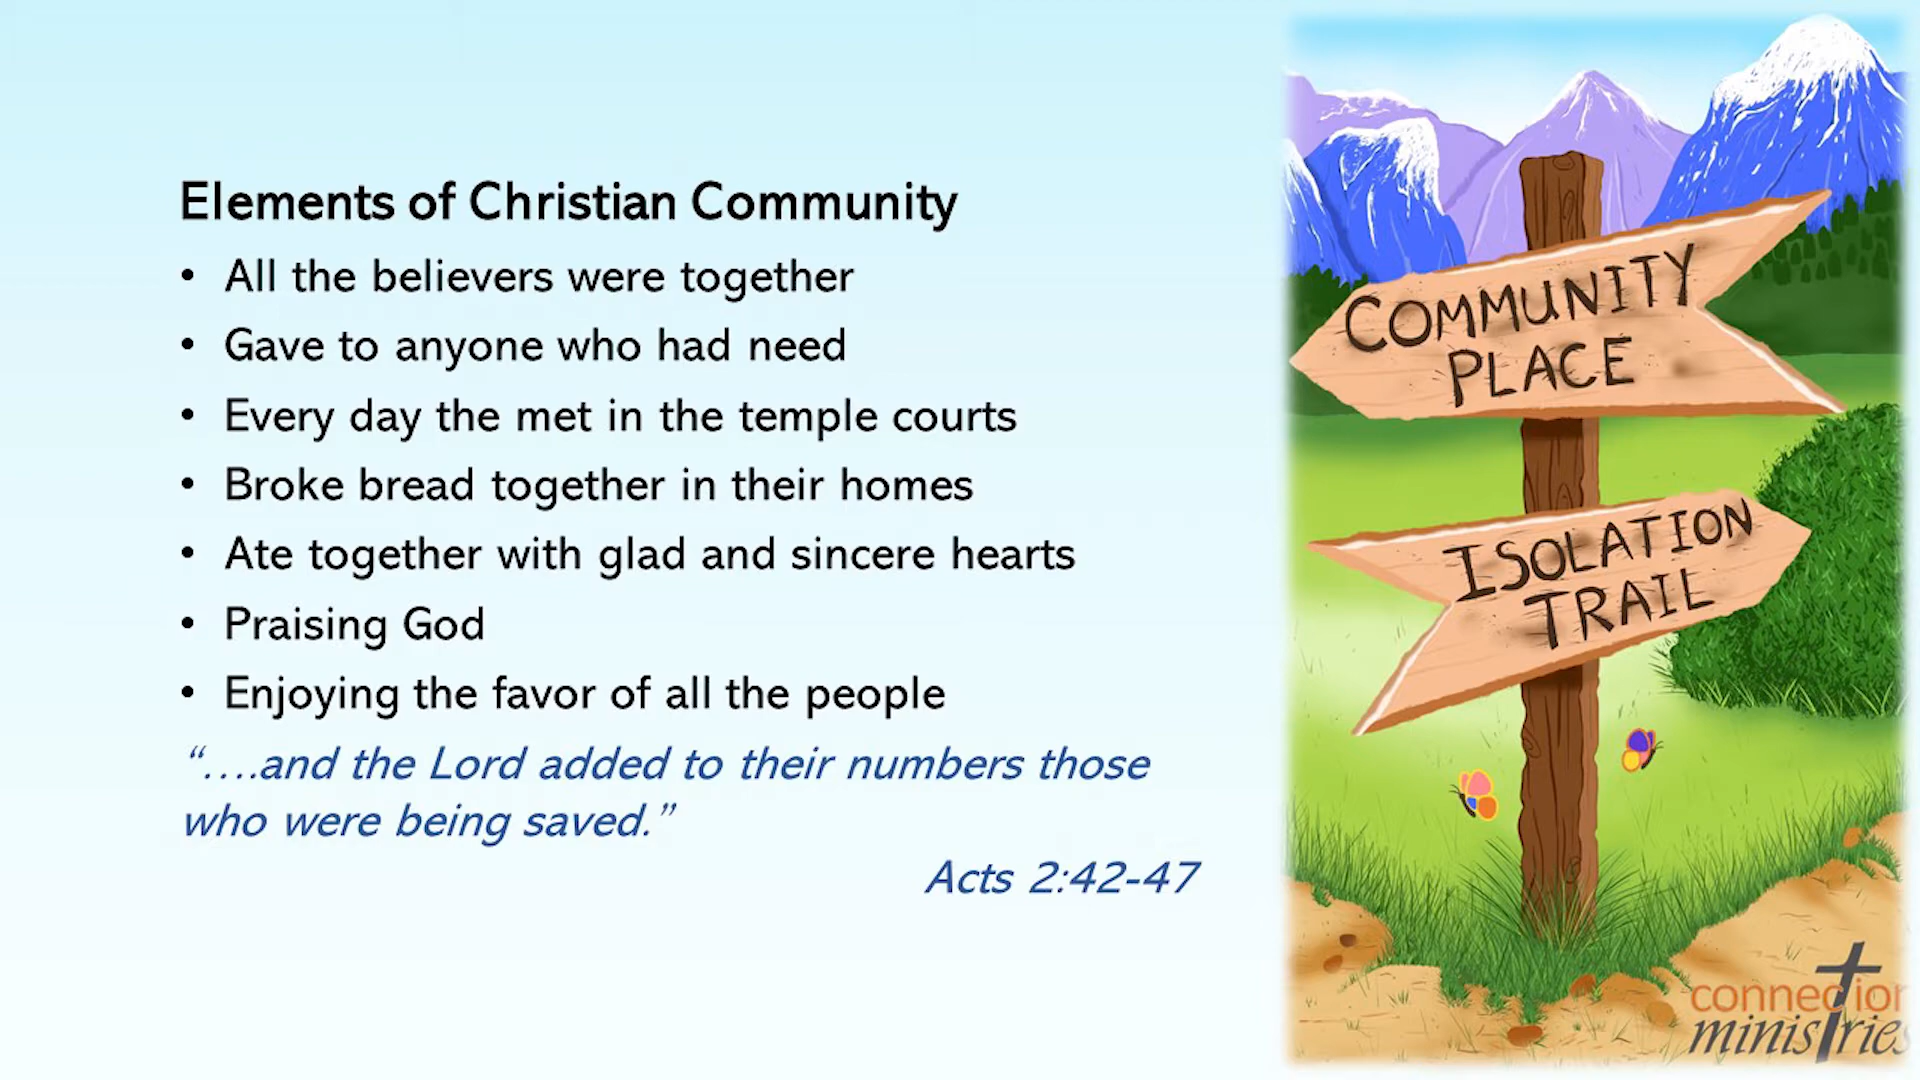 Elements of Christian Community
• All the believers were together
• Gave to anyone who had need
• Every day the met in the temple courts
• Broke bread together in their homes
• Ate together with glad and sincere hearts
• Praising God
• Enjoying the favor of all the people
“….and the Lord added to their numbers those
who were being saved.”
Acts 2:42-47
COMMUNITY
PLACE
ISOLATION
TRAIL
connection
ministries